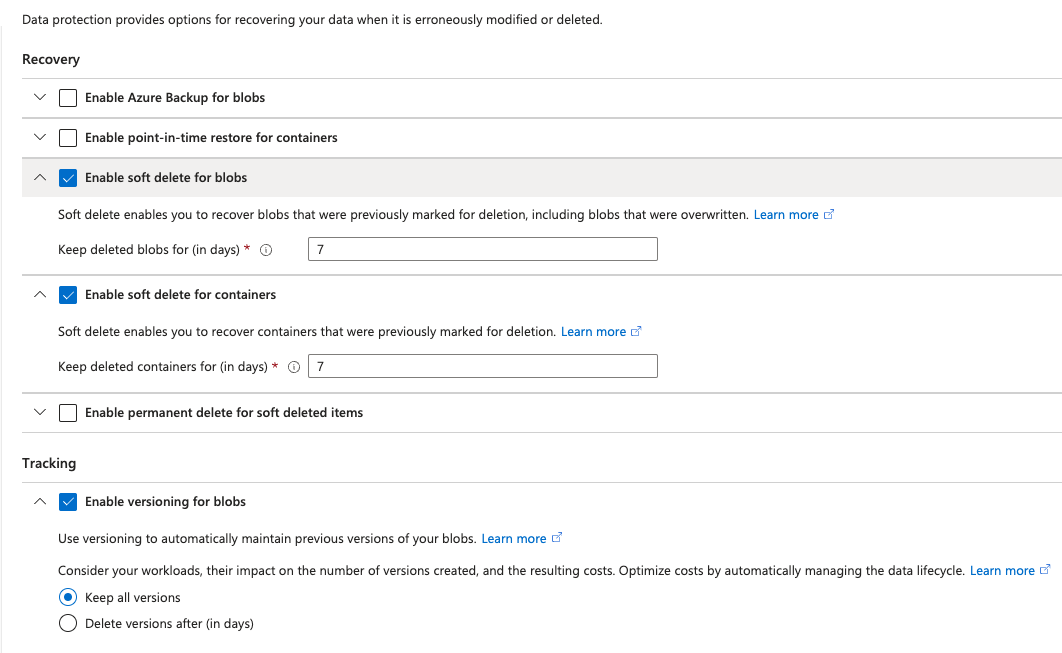 Data protection provides options for recovering your data when it is erroneously modified or deleted.
Recovery
Enable Azure Backup for blobs
Enable point-in-time restore for containers
Enable soft delete for blobs
Soft delete enables you to recover blobs that were previously marked for deletion, including blobs that were overwritten. Learn more
Keep deleted blobs for (in days) * 7
Enable soft delete for containers
Soft delete enables you to recover containers that were previously marked for deletion. Learn more
Keep deleted containers for (in days) * 7
Enable permanent delete for soft deleted items
Tracking
Enable versioning for blobs
Use versioning to automatically maintain previous versions of your blobs. Learn more
Consider your workloads, their impact on the number of versions created, and the resulting costs. Optimize costs by automatically managing the data lifecycle. Learn more
Keep all versions
Delete versions after (in days)